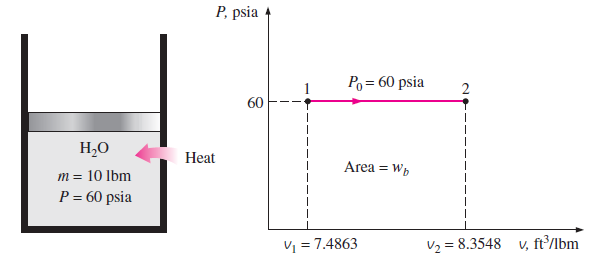 P, psia
60
1
P₀ = 60 psia
2
H₂O
m = 10 lbm
P = 60 psia
Heat
Area = w_b
v₁ = 7.4863
v₂ = 8.3548
v, ft³/lbm